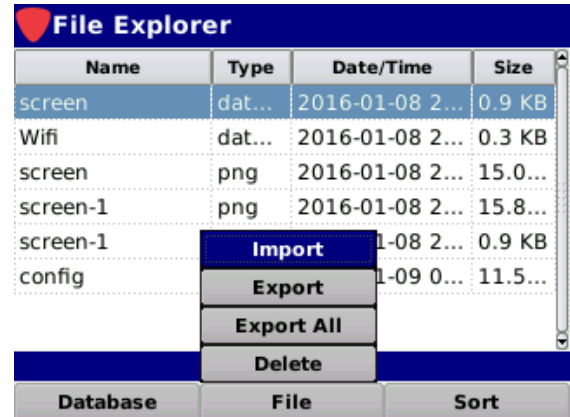 File Explorer
Name Type Date/Time Size
screen dat... 2016-01-08 2... 0.9 KB
Wifi dat... 2016-01-08 2... 0.3 KB
screen png 2016-01-08 2... 15.0...
screen-1 png 2016-01-08 2... 15.8...
screen-1 1-08 2... 0.9 KB
config 1-09 0... 11.5...
Import
Export
Export All
Delete
Database File Sort